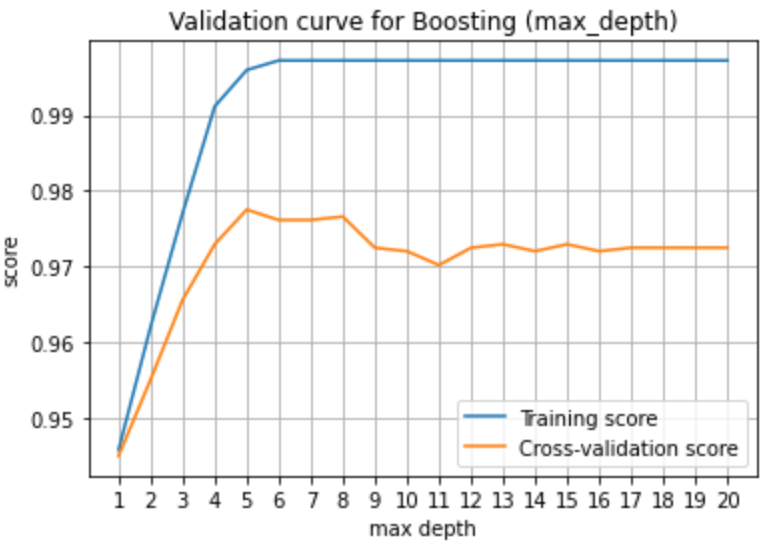 Validation curve for Boosting (max_depth)
0.99
0.98
0.97
0.96
0.95
score
Training score
Cross-validation score
1 2 3 4 5 6 7 8 9 10 11 12 13 14 15 16 17 18 19 20
max depth